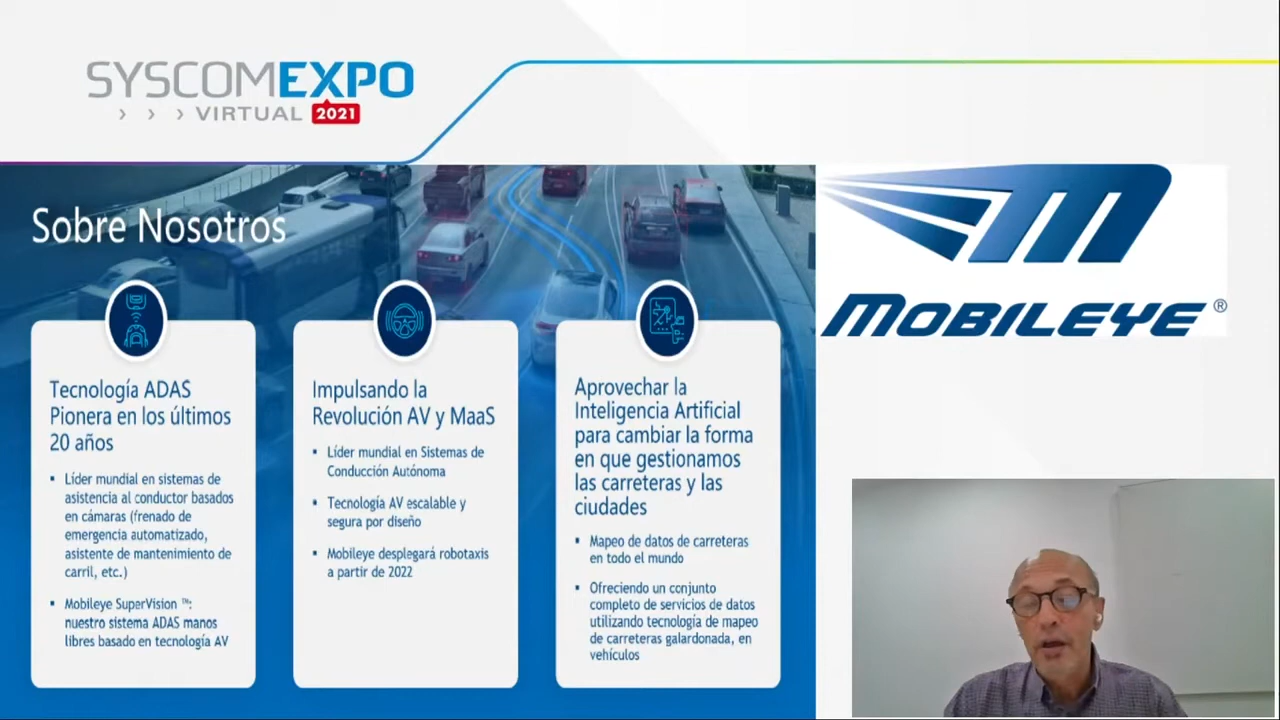 SYSCOMEXPO
› › › VIRTUAL 2021
Sobre Nosotros
Tecnología ADAS
Pionera en los últimos
20 años
▪ Líder mundial en sistemas de
asistencia al conductor basados
en cámaras (frenado de
emergencia automatizado,
asistente de mantenimiento de
carril, etc.)
▪ Mobileye SuperVision ™:
nuestro sistema ADAS manos
libres basado en tecnología AV
Impulsando la
Revolución AV y MaaS
▪ Líder mundial en Sistemas de
Conducción Autónoma
▪ Tecnología AV escalable y
segura por diseño
▪ Mobileye desplegará robotaxis
a partir de 2022
Aprovechar la
Inteligencia Artificial
para cambiar la forma
en que gestionamos
las carreteras y las
ciudades
▪ Mapeo de datos de carreteras
en todo el mundo
▪ Ofreciendo un conjunto
completo de servicios de datos
utilizando tecnología de mapeo
de carreteras galardonada, en
vehículos
MOBILEYE®